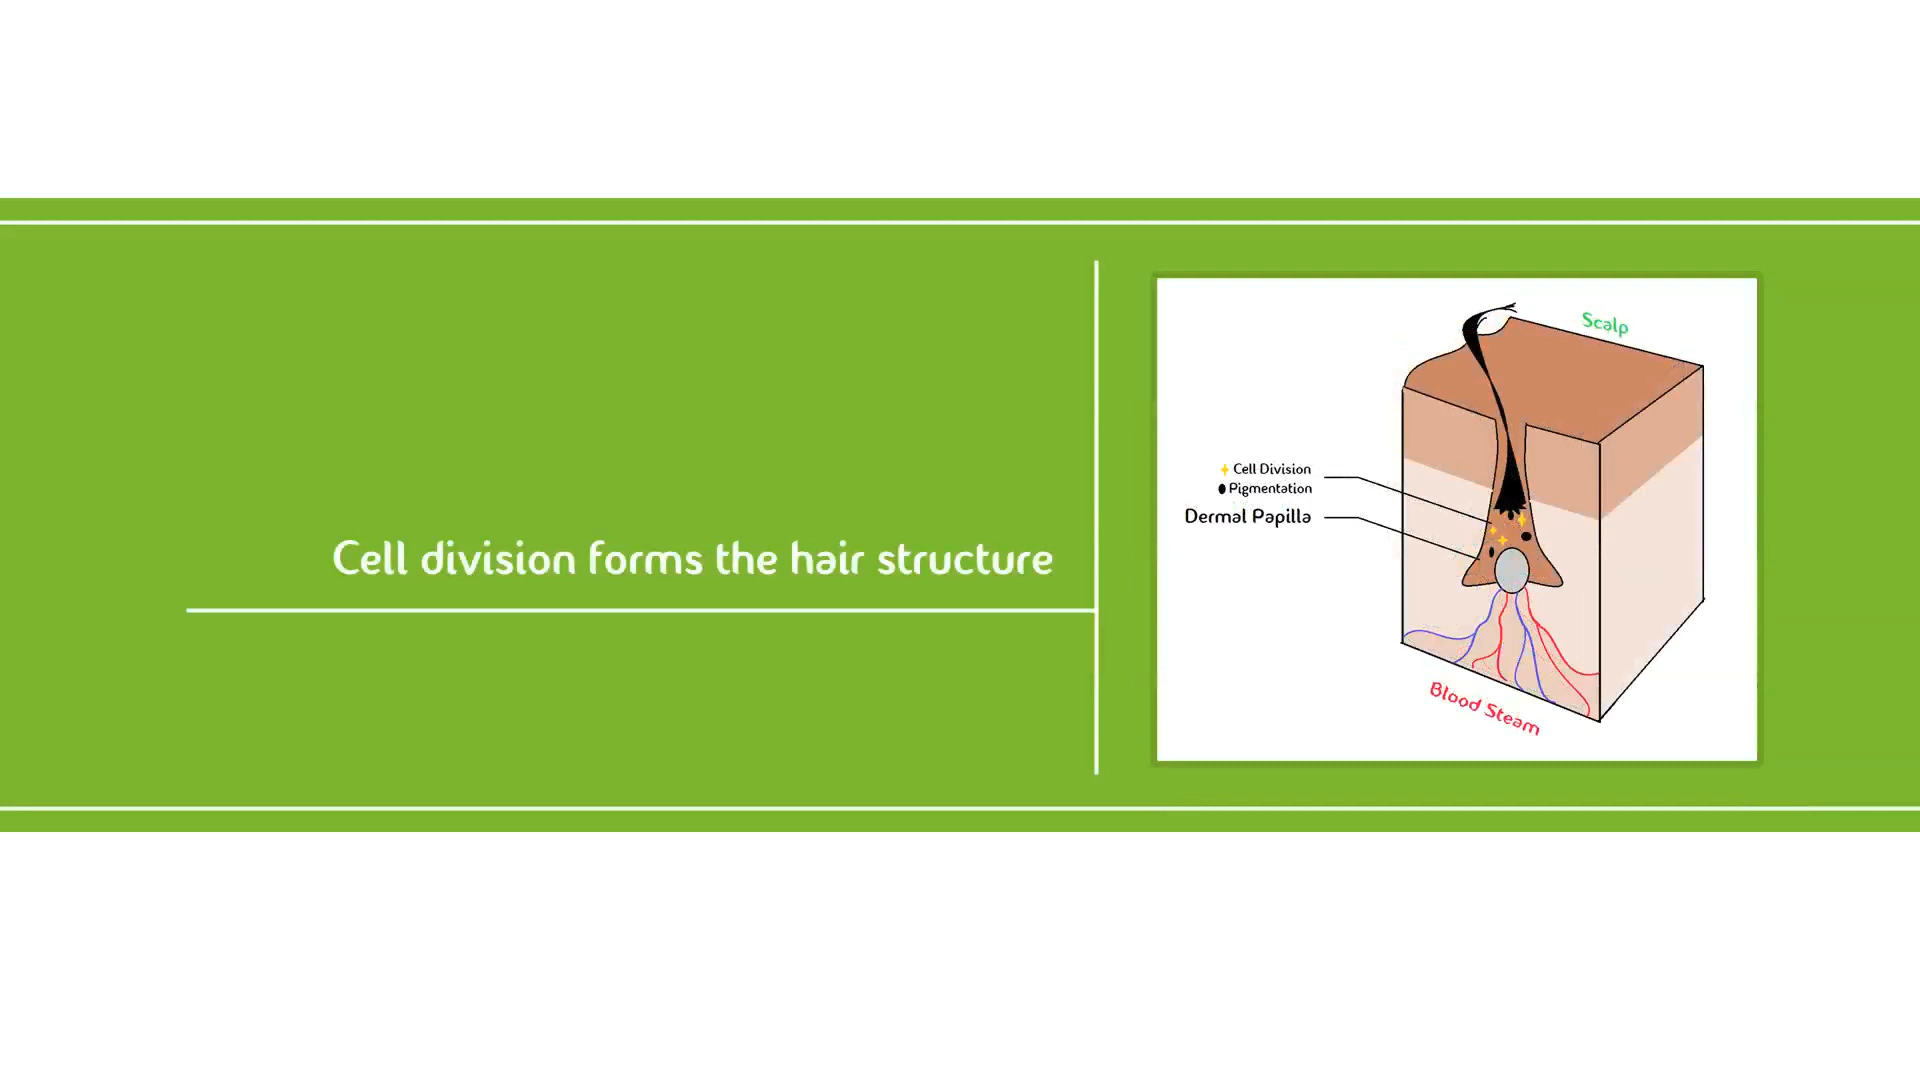 Cell division forms the hair structure
Scalp
Cell Division
Pigmentation
Dermal Papilla
Blood Steam